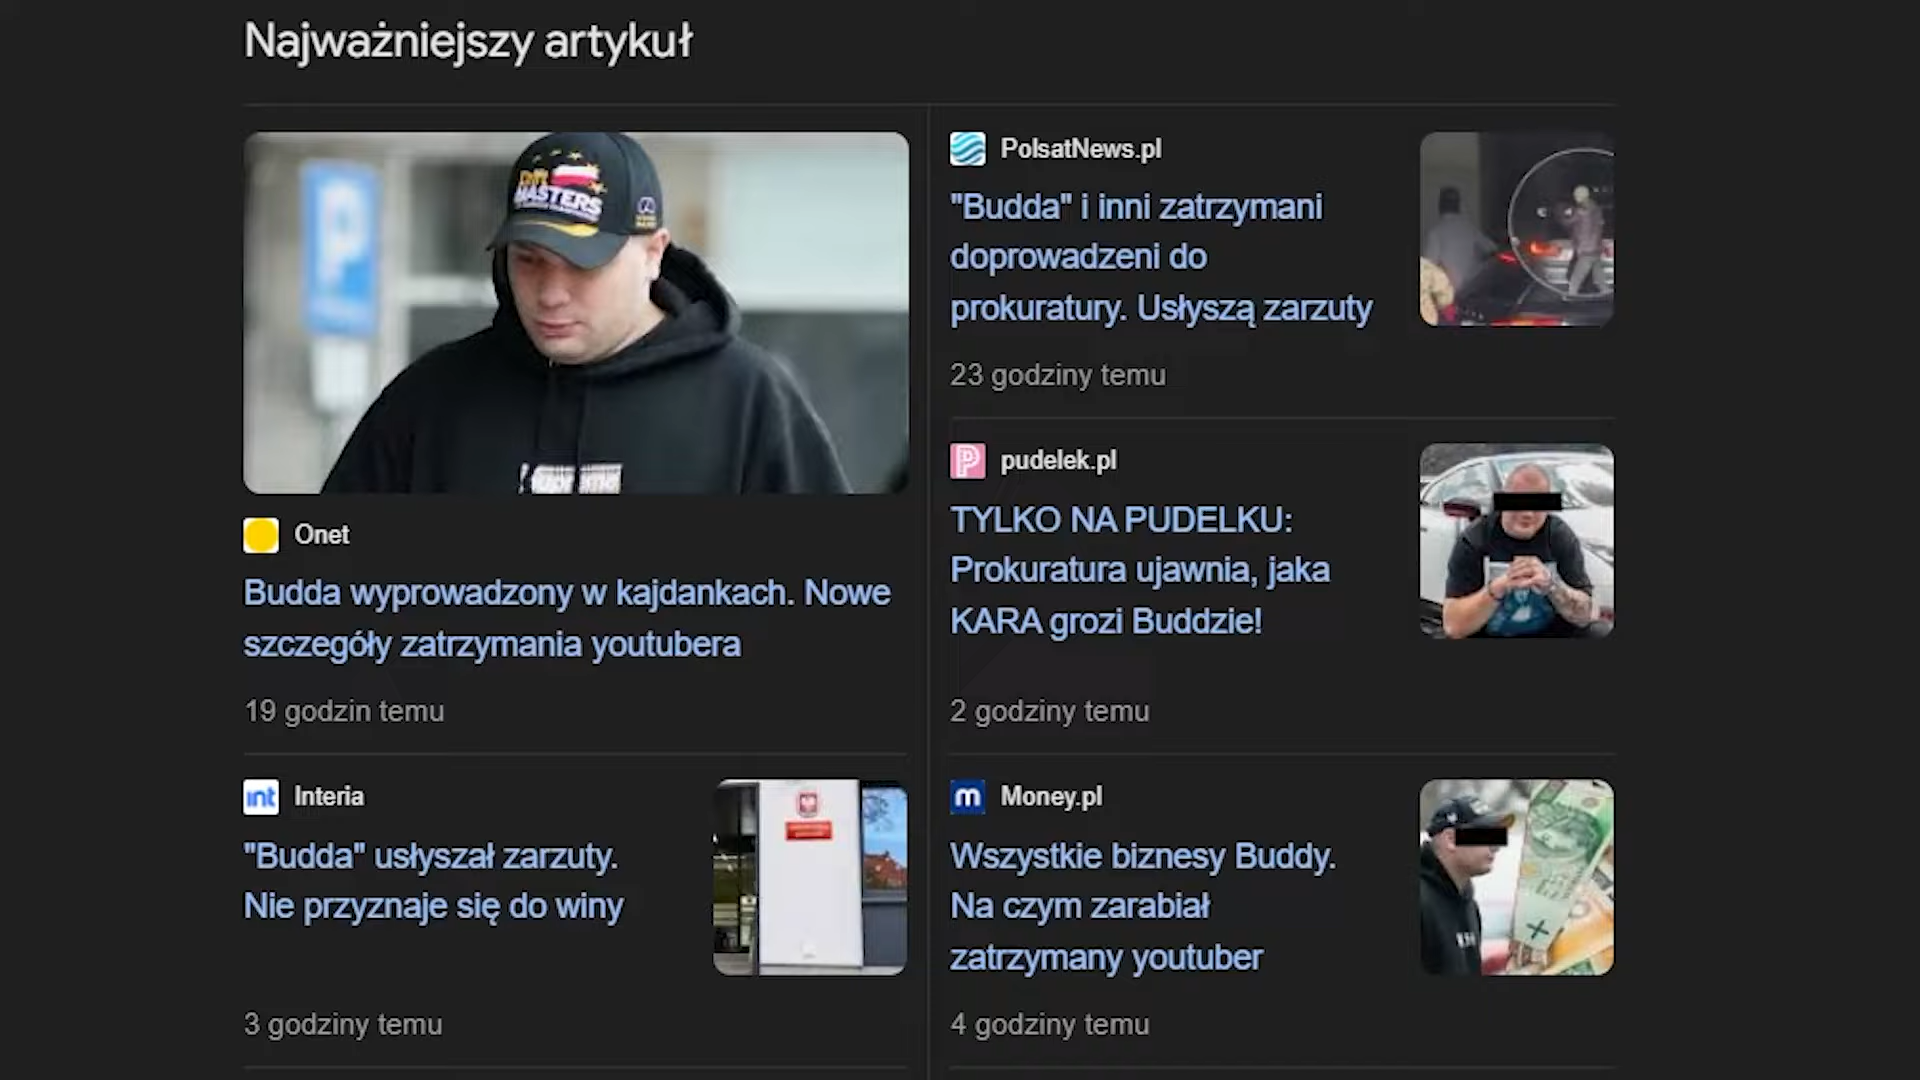 Najważniejszy artykuł
MASTERS
P
Onet
Budda wyprowadzony w kajdankach. Nowe
szczegóły zatrzymania youtubera
19 godzin temu
int
Interia
"Budda" usłyszał zarzuty.
Nie przyznaje się do winy
3 godziny temu
PolsatNews.pl
"Budda" i inni zatrzymani
doprowadzeni do
prokuratury. Usłyszą zarzuty
23 godziny temu
P
pudelek.pl
TYLKO NA PUDELKU:
Prokuratura ujawnia, jaka
KARA grozi Buddzie!
2 godziny temu
m
Money.pl
Wszystkie biznesy Buddy.
Na czym zarabiał
zatrzymany youtuber
4 godziny temu